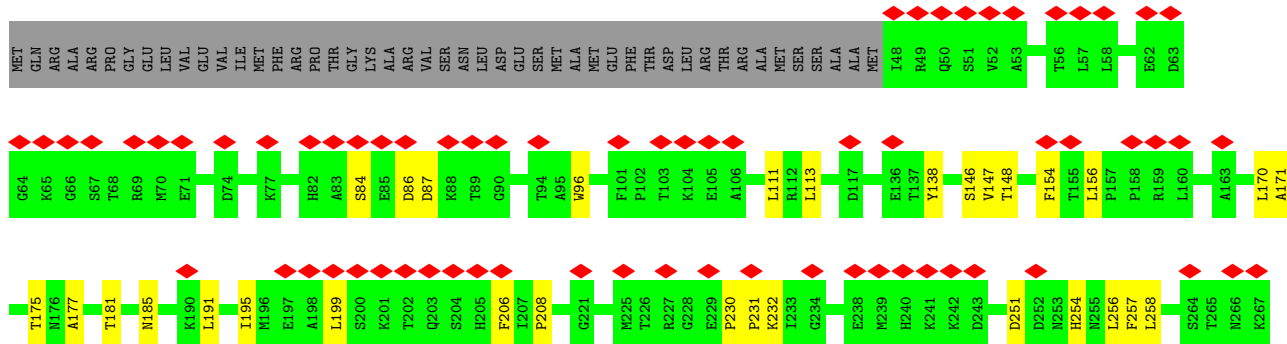 MET GLN ARG ALA ARG PRO GLY GLU LEU VAL GLU VAL ILE MET PHE ARG PRO THR GLY LYS ALA ARG VAL SER ASN LEU ASP GLU SER MET ALA MET GLU PHE THR ASP LEU ARG THR ARG ALA MET SER SER ALA ALA MET I48 R49 Q50 S51 V52 A53 T56 L57 L58 E62 D63
G64 K65 G66 S67 T68 R69 M70 E71 D74 K77 H82 A83 S84 E85 D86 D87 K88 T89 G90 T94 A95 W96 F101 P102 T103 K104 E105 A106 L111 R112 L113 D117 E136 T137 Y138 S146 V147 T148 F154 T155 L156 P157 P158 R159 L160 A163 L170 A171
T175 N176 A177 T181 N185 K190 L191 I195 M196 E197 A198 L199 S200 K201 T202 Q203 S204 H205 F206 I207 P208 G221 M225 T226 R227 G228 E229 P230 P231 K232 I233 G234 E238 M239 H240 K241 K242 D243 D251 D252 N253 H254 N255 L256 F257 L258 S264 T265 N266 K267